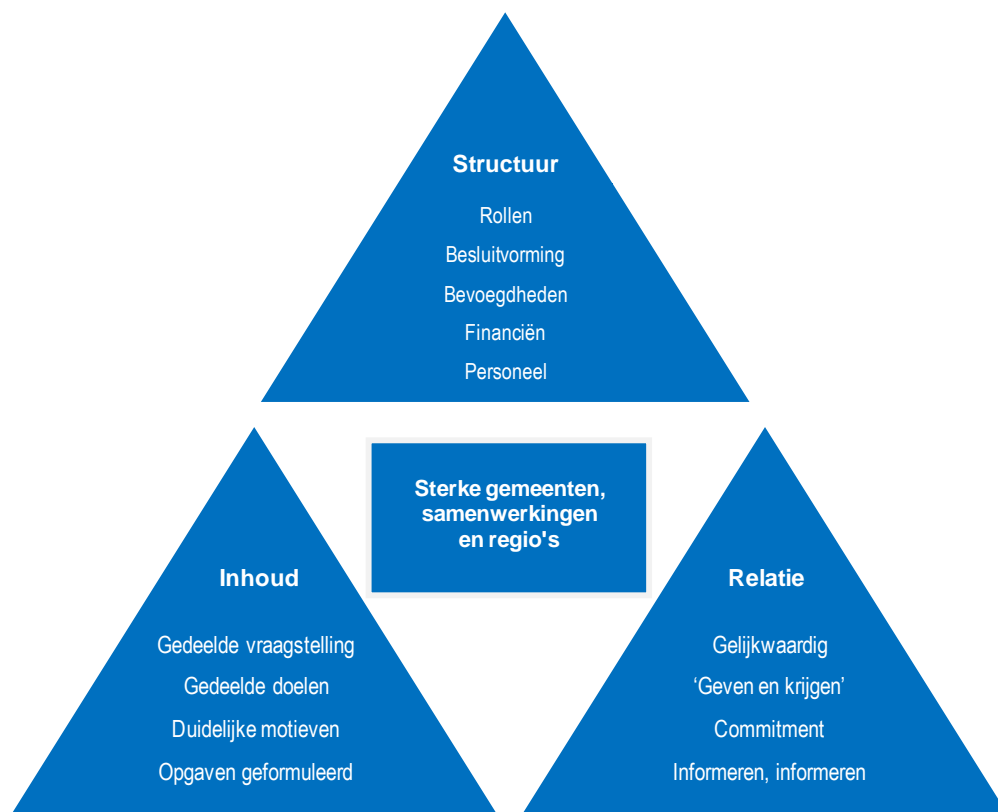 Structuur
Rollen
Besluitvorming
Bevoegdheden
Financiën
Personeel
Sterke gemeenten,
samenwerkingen
en regio's
Inhoud
Gedeelde vraagstelling
Gedeelde doelen
Duidelijke motieven
Opgaven geformuleerd
Relatie
Gelijkwaardig
‘Geven en krijgen’
Commitment
Informeren, informeren